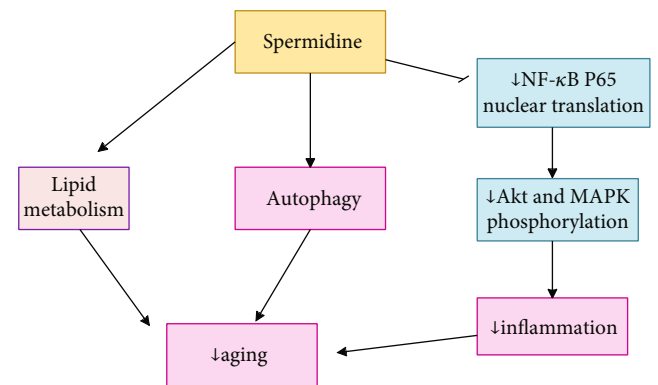 Spermidine
↓NF-κB P65
nuclear translation
Lipid
metabolism
Autophagy
↓Akt and MAPK
phosphorylation
↓inflammation
↓aging